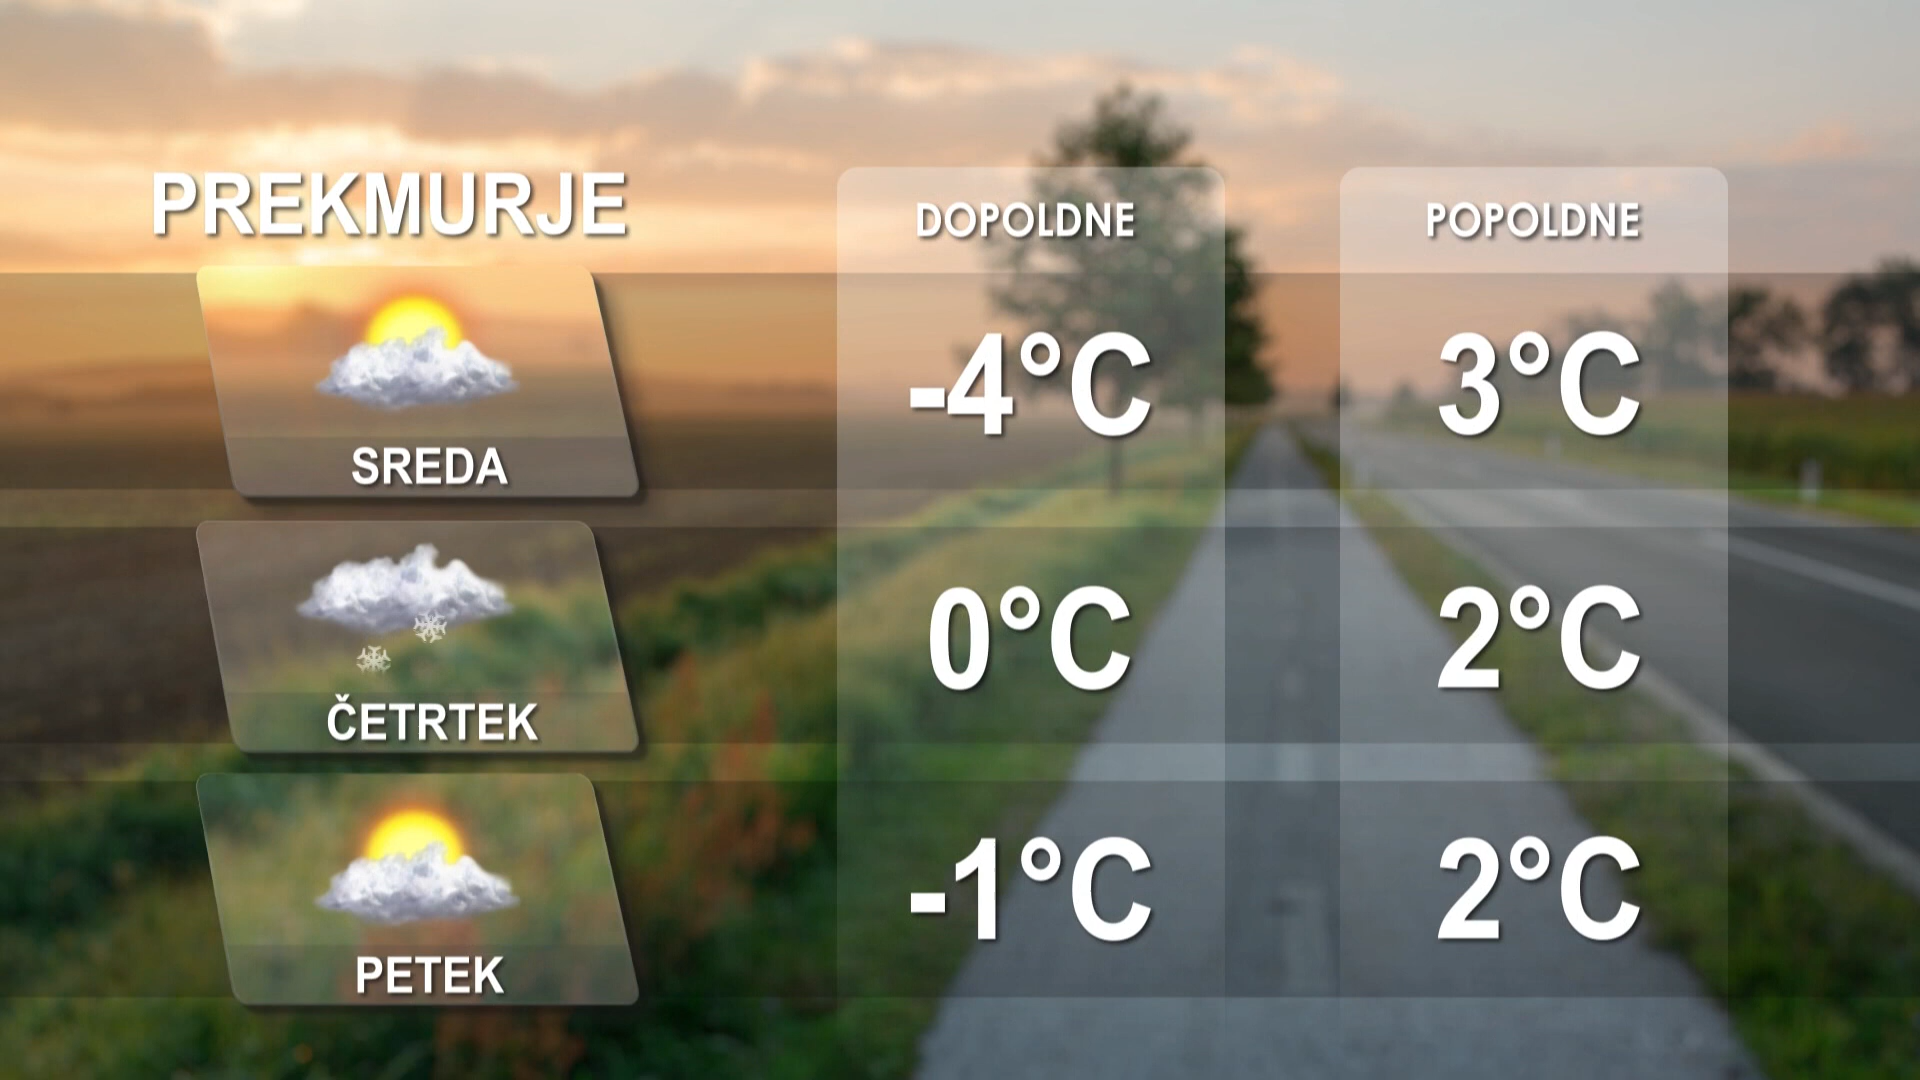 PREKMURJE
DOPOLDNE POPOLDNE
-4°C 3°C
SREDA
0°C 2°C
ČETRTEK
-1°C 2°C
PETEK